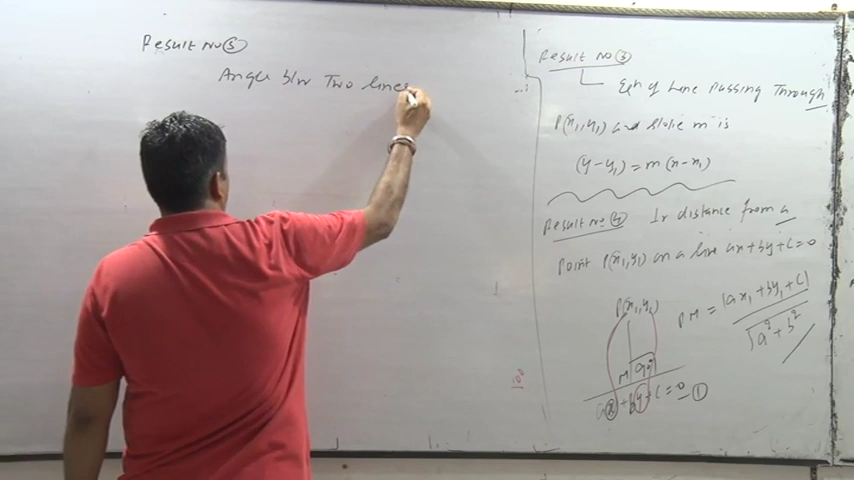 Result No ⑤
Angle b/w Two lines
Result No ③
Eqn of Line passing Through
P(x₁,y₁) and slope m is
(y-y₁) = m(x-x₁)
Result No ④ Ir distance from a
Point P(x₁,y₁) on a line ax+by+c=0
P(x₁,y₁)
PM = |ax₁+by₁+c| / √a²+b²
M 90°
ax+by+c=0 ①